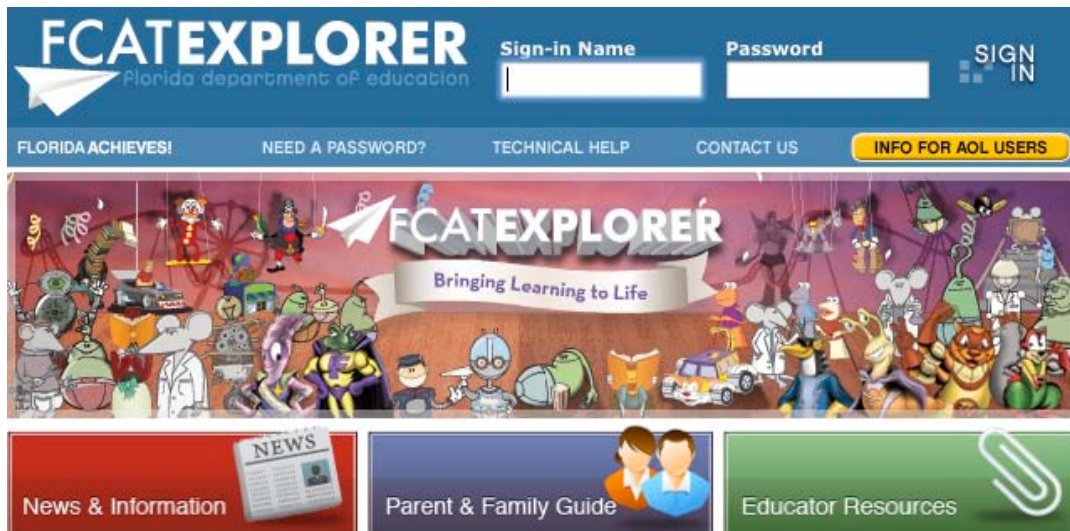 FCATEXPLORER
Florida department of education
Sign-in Name
Password
SIGN
IN
FLORIDA ACHIEVES!
NEED A PASSWORD?
TECHNICAL HELP
CONTACT US
INFO FOR AOL USERS
FCATEXPLORER
Bringing Learning to Life
NEWS
News & Information
Parent & Family Guide
Educator Resources